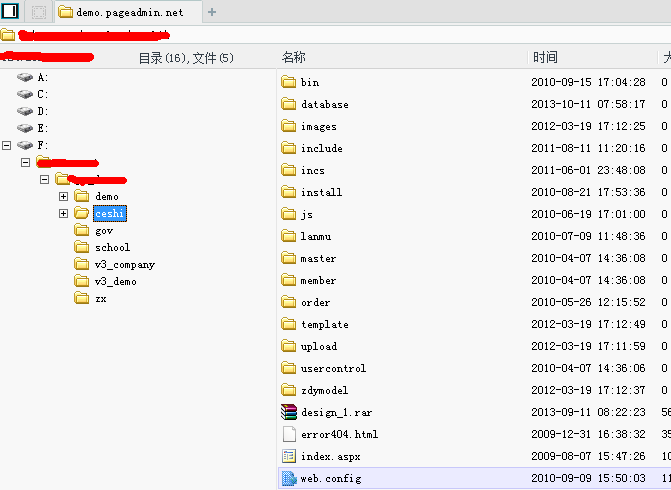 demo.pageadmin.net
目录(16),文件(5)
名称 时间
A:
C:
D:
E:
F:
demo
ceshi
gov
school
v3_company
v3_demo
zx
bin 2010-09-15 17:04:28 0
database 2013-10-11 07:58:17 0
images 2012-03-19 17:12:25 0
include 2011-08-11 11:20:16 0
incs 2011-06-01 23:48:08 0
install 2010-08-21 17:53:36 0
js 2010-06-19 17:01:00 0
lanmu 2010-07-09 11:48:36 0
master 2010-04-07 14:36:08 0
member 2010-04-07 14:36:08 0
order 2010-05-26 12:15:52 0
template 2012-03-19 17:12:49 0
upload 2012-03-19 17:11:59 0
usercontrol 2010-04-07 14:36:06 0
zdymodel 2012-03-19 17:12:37 0
design_1.rar 2013-09-11 08:22:23 56
error404.html 2009-12-31 16:38:32 35
index.aspx 2009-08-07 15:47:26 10
web.config 2010-09-09 15:50:03 11